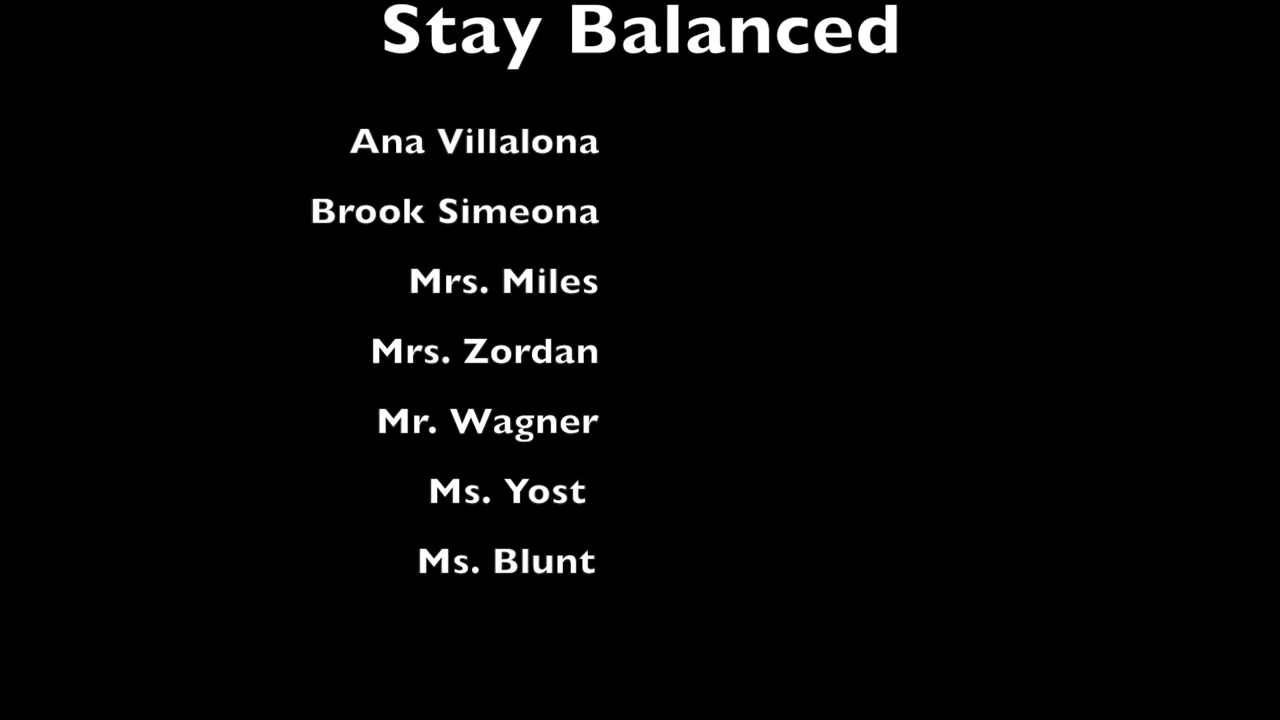 Stay Balanced
Ana Villalona
Brook Simeona
Mrs. Miles
Mrs. Zordan
Mr. Wagner
Ms. Yost
Ms. Blunt